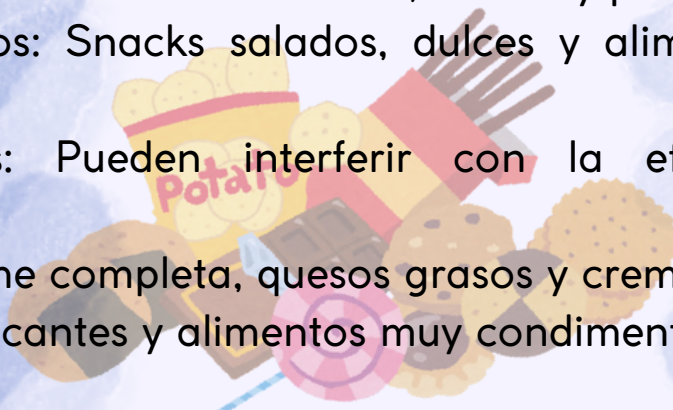 os: Snacks salados, dulces y alim
s: Pueden interferir con la ef
Potato
ne completa, quesos grasos y crem
cantes y alimentos muy condiment